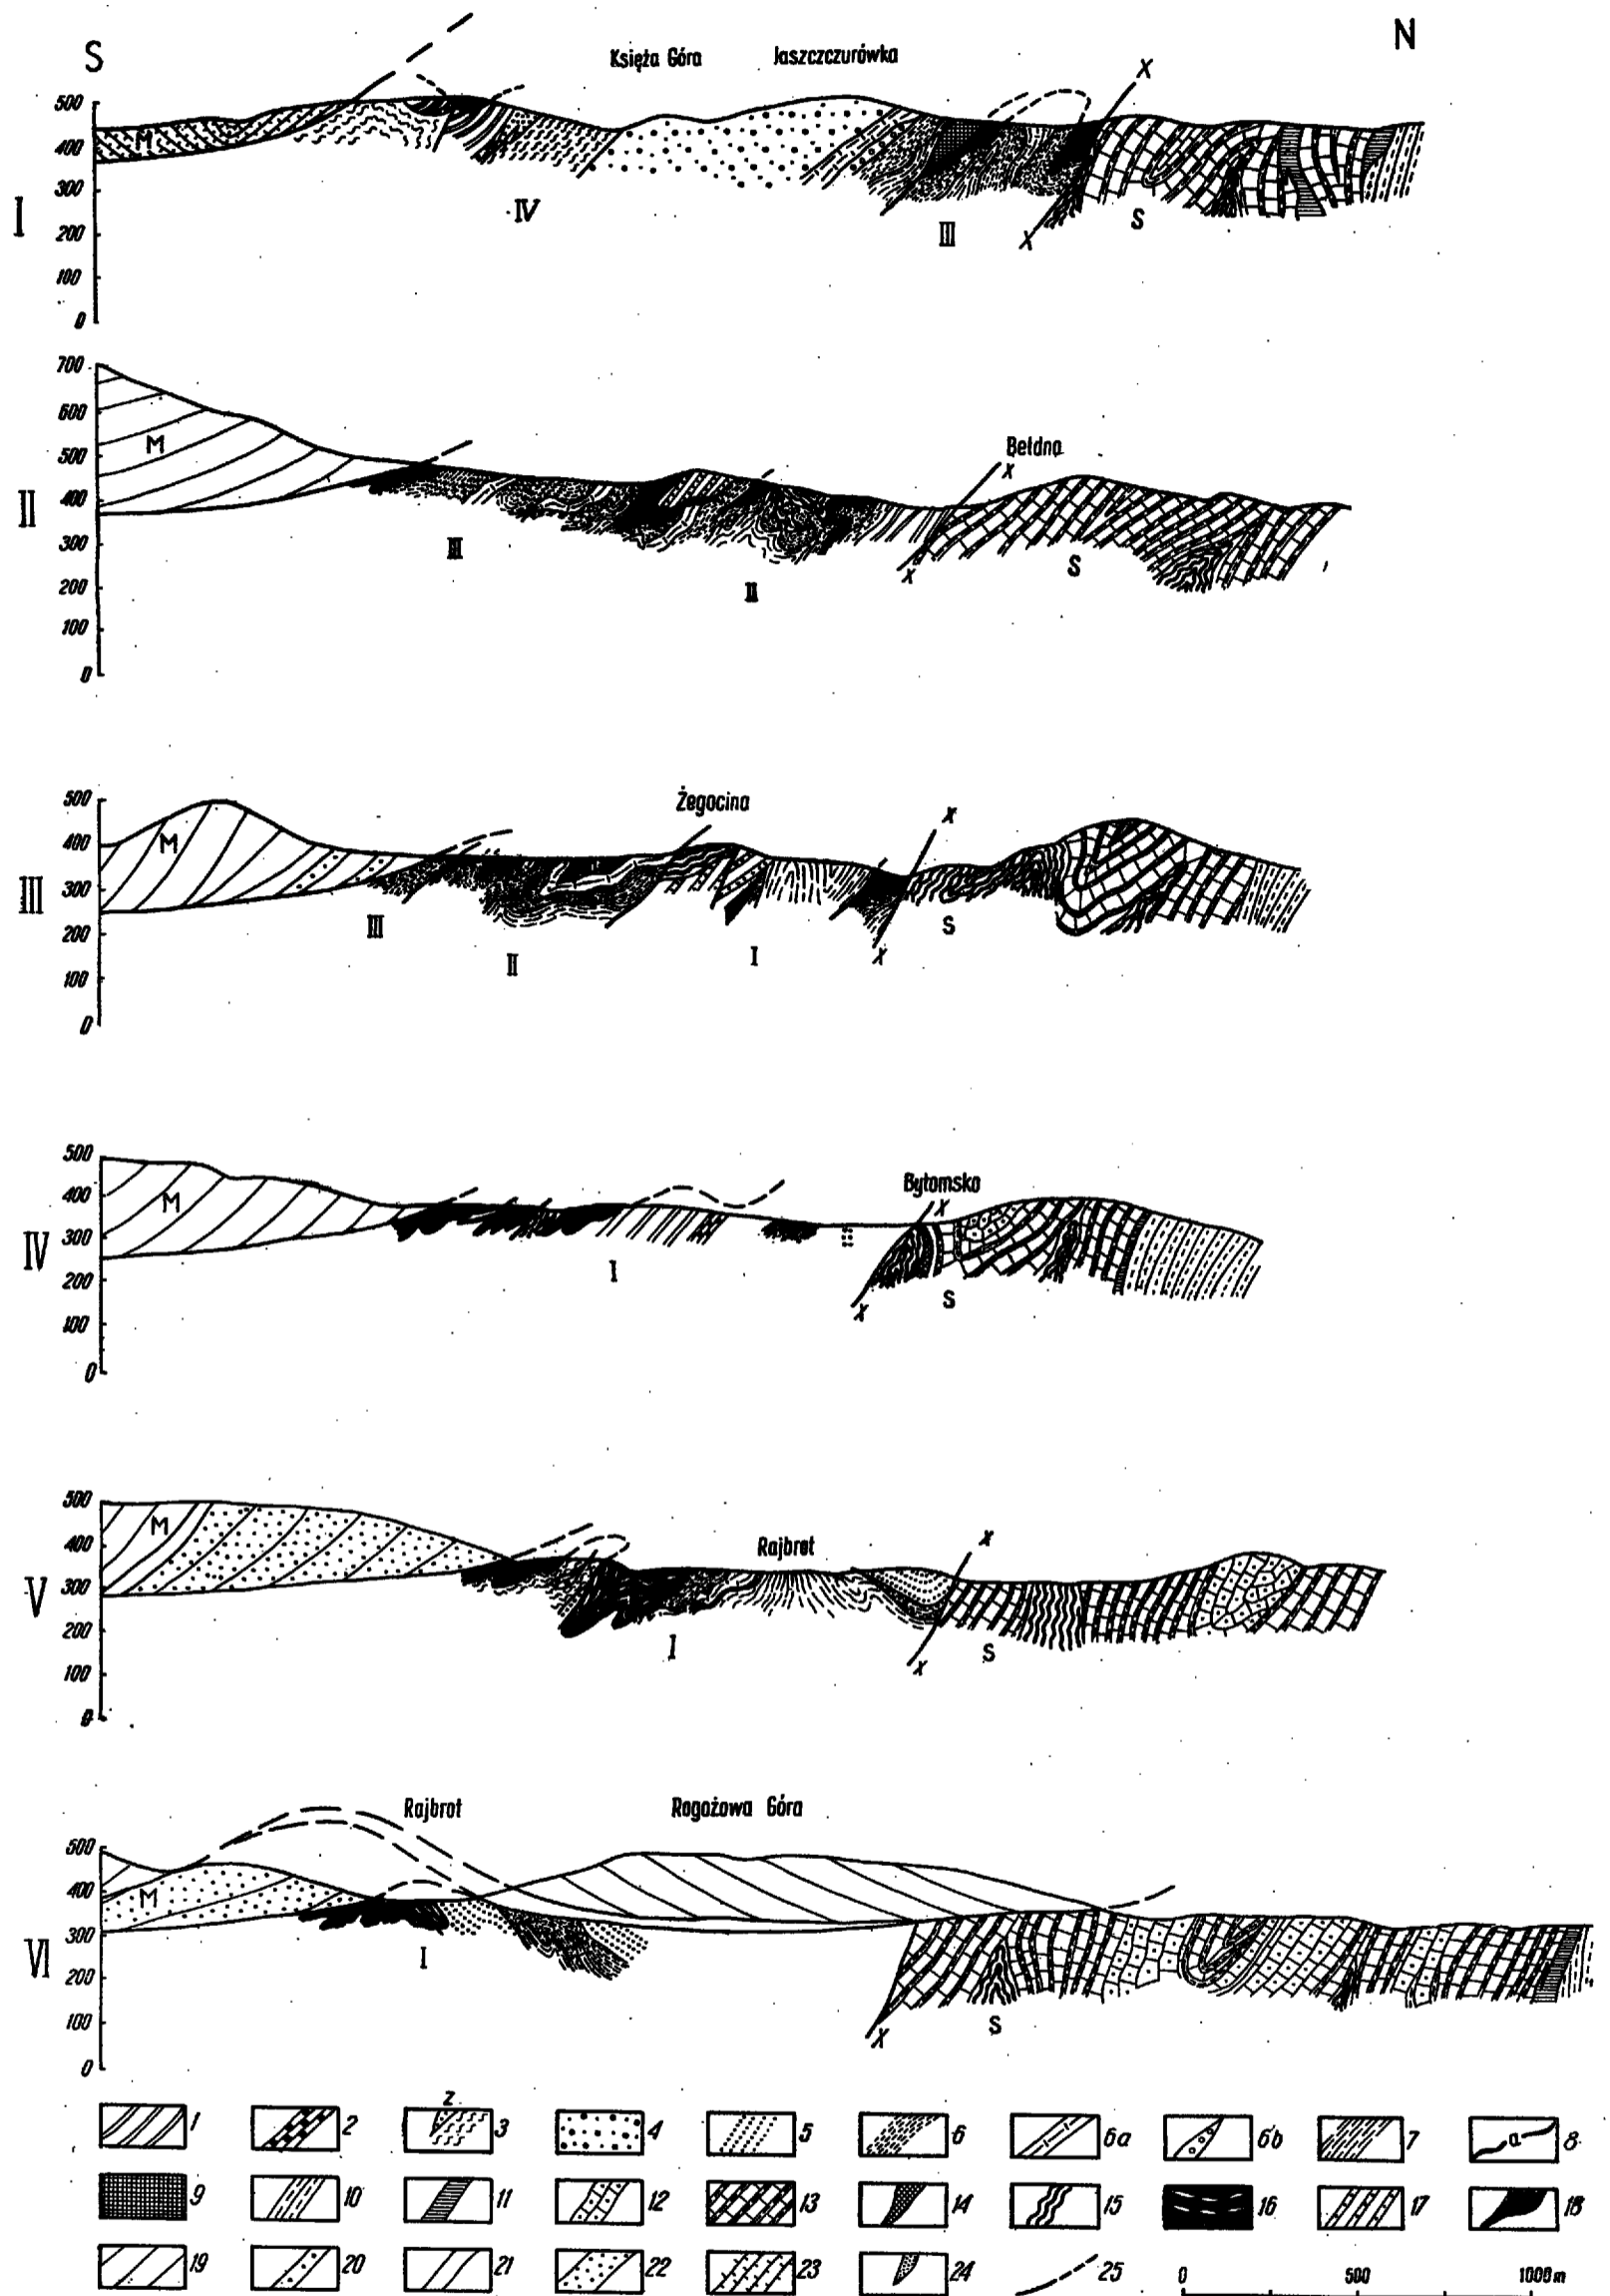 S N
Księża Góra Jaszczczurówka
X
500
400
300
200
100
0
I
M
IV
III
X
S
700
600
500
400
300
200
100
0
II
M
Bełdno
X
III
II
X
S
500
400
300
200
100
0
III
M
Żegocina
X
III
II
I
X
S
500
400
300
200
100
0
IV
M
Bytomsko
X
I
X
S
500
400
300
200
100
0
V
M
Rajbrot
X
I
X
S
Rajbrot Rogozowa Góra
500
400
300
200
100
0
VI
M
I
X
S
Z
1 2 3 4 5 6 6a 6b 7 a 8
9 10 11 12 13 14 15 16 17 18
19 20 21 22 23 24 25 0 500 1000 m